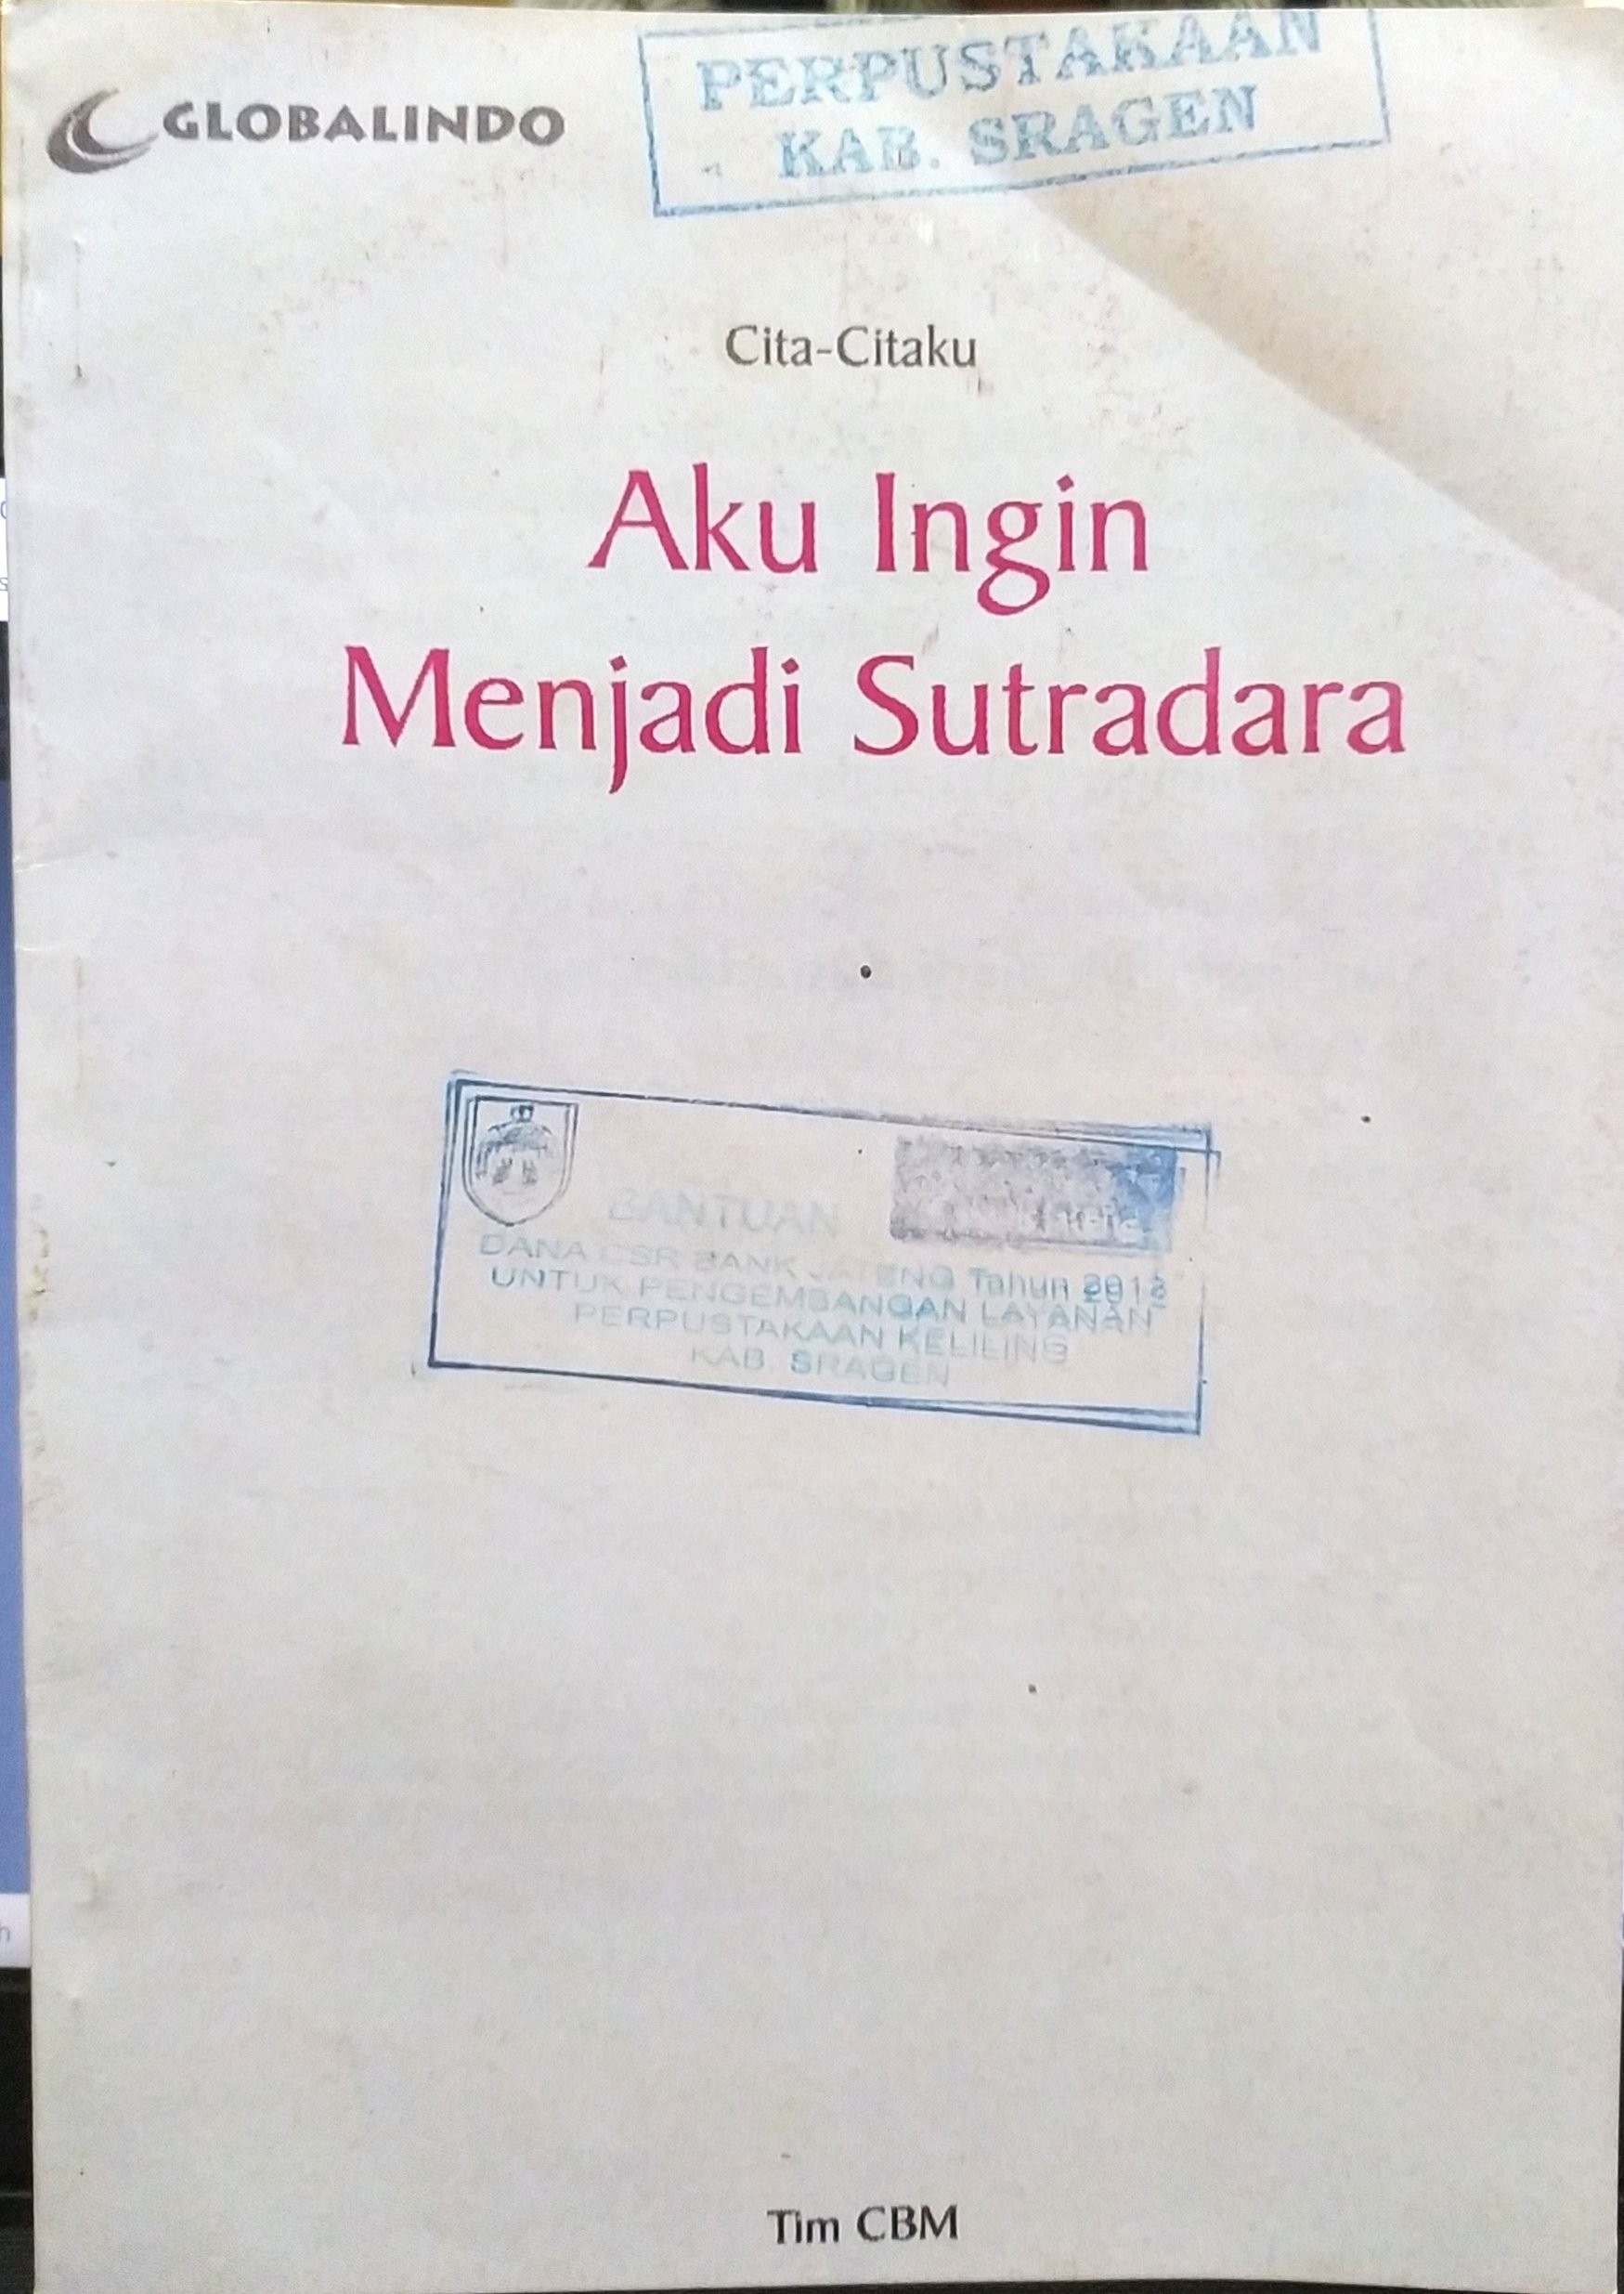 GLOBALINDO
PERPUSTAKAAN
KAB. SRAGEN
Cita-Citaku
Aku Ingin
Menjadi Sutradara
BANTUAN
DANA CSR BANK JATENG Tahun
UNTUK PENGEMBANGAN LAYANAN
PERPUSTAKAAN KELILING
KAB. SRAGEN
Tim CBM